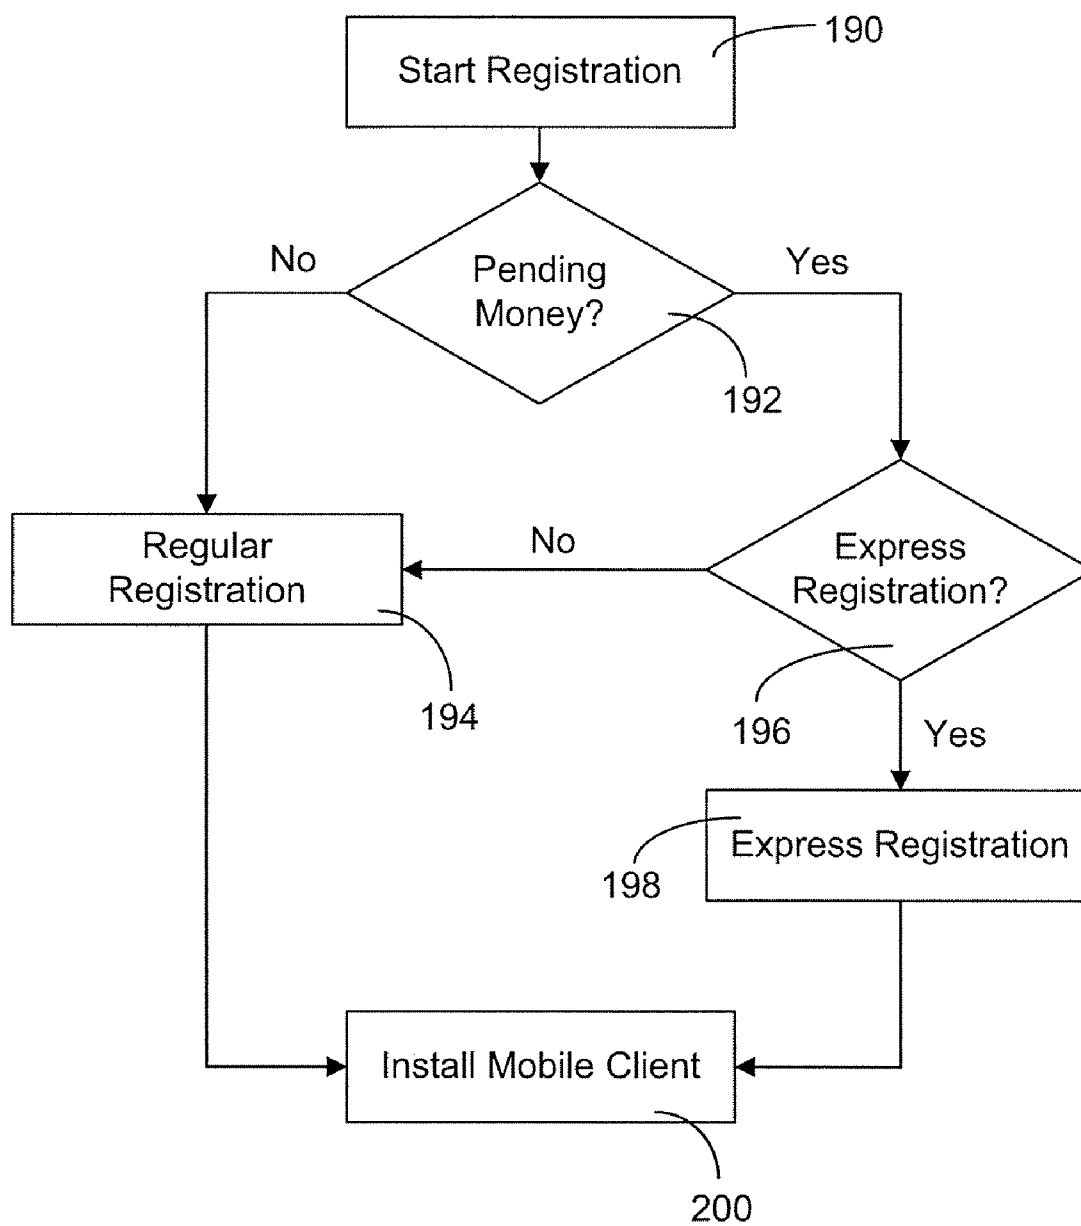 190
Start Registration
No
Yes
Pending
Money?
192
Regular
Registration
No
Express
Registration?
194
196
Yes
Express Registration
198
Install Mobile Client
200